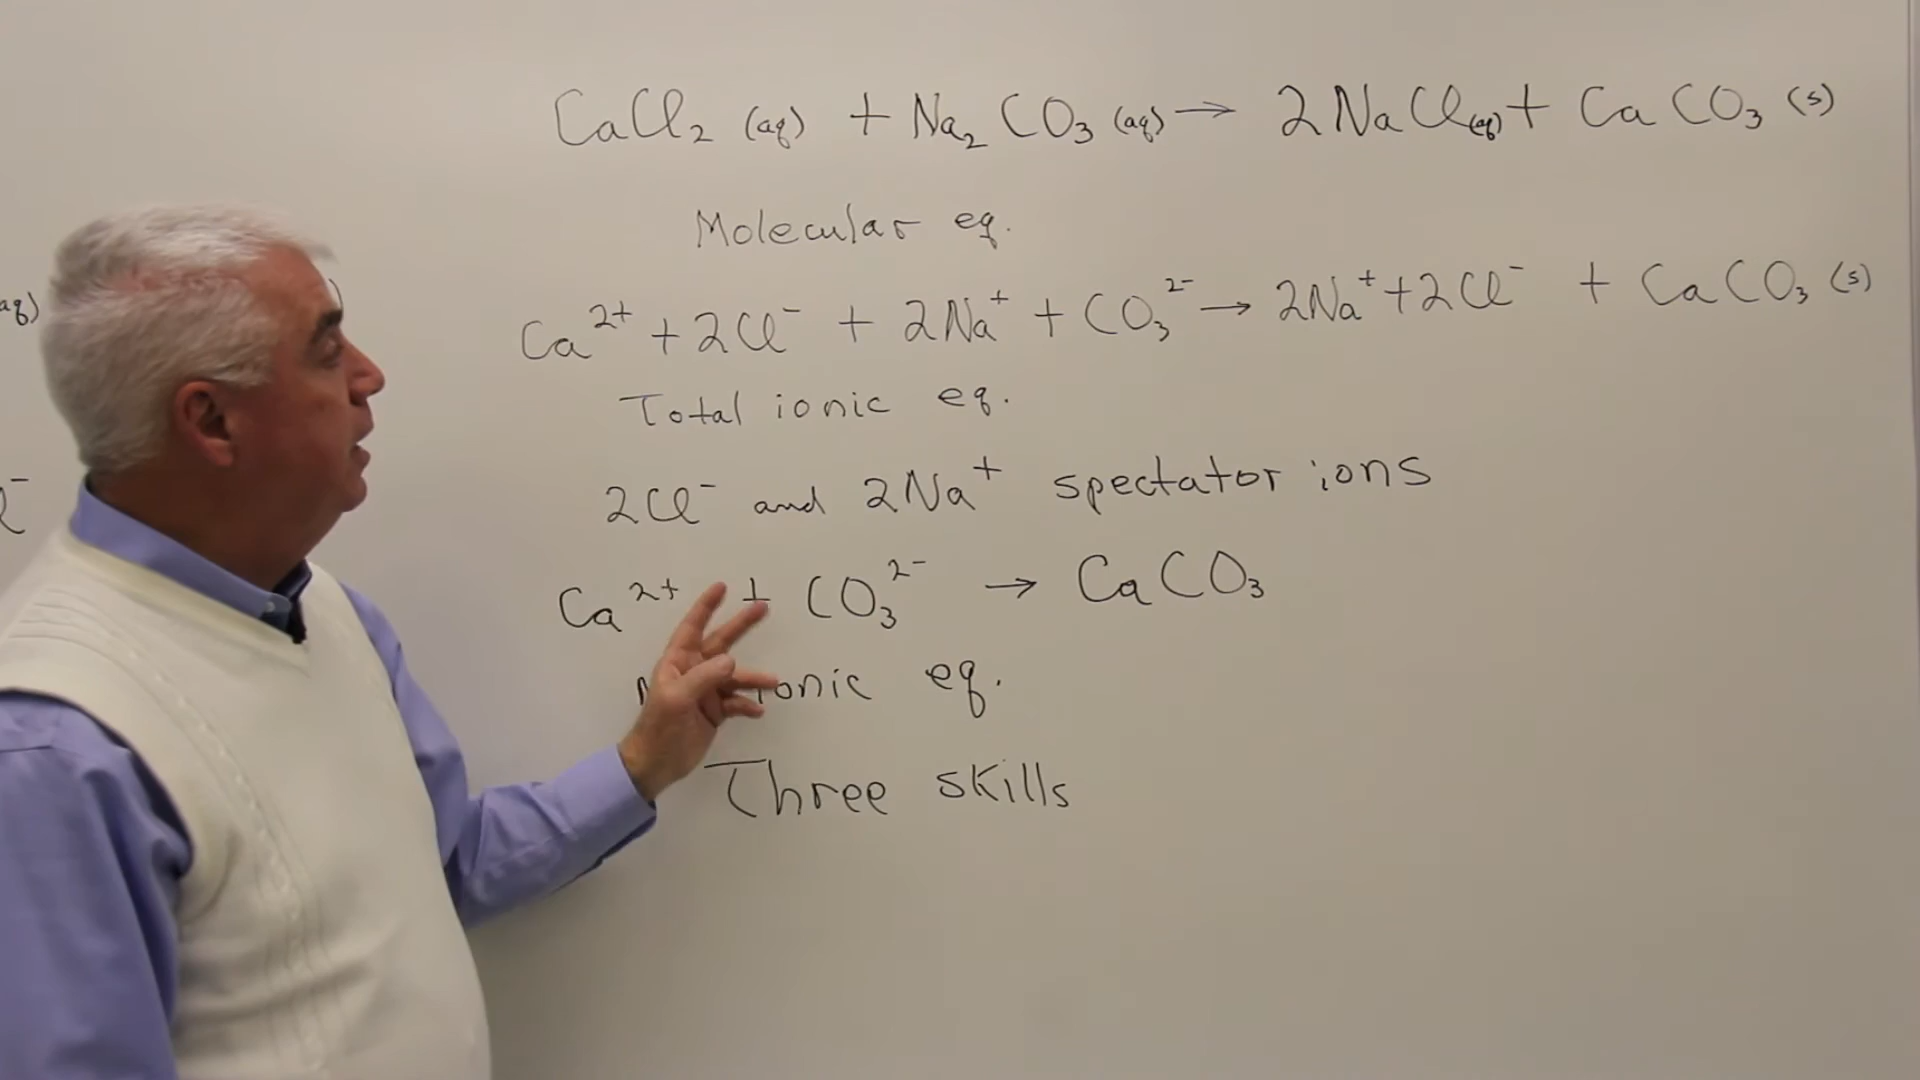 CaCl₂ (aq) + Na₂CO₃ (aq) → 2NaCl(aq) + CaCO₃ (s)
Molecular eq.
Ca²⁺ + 2Cl⁻ + 2Na⁺ + CO₃²⁻ → 2Na⁺ + 2Cl⁻ + CaCO₃ (s)
Total ionic eq.
2Cl⁻ and 2Na⁺ spectator ions
Ca²⁺ + CO₃²⁻ → CaCO₃
eq.
Three skills